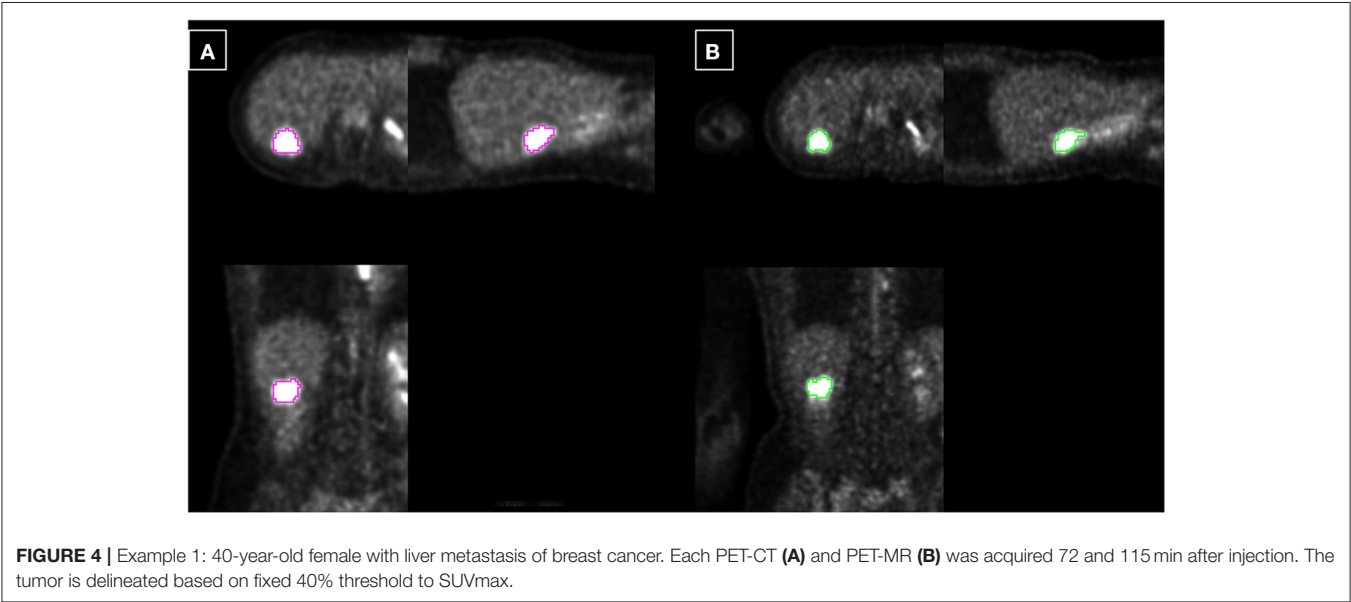 A
B
FIGURE 4 | Example 1: 40-year-old female with liver metastasis of breast cancer. Each PET-CT (A) and PET-MR (B) was acquired 72 and 115 min after injection. The
tumor is delineated based on fixed 40% threshold to SUVmax.